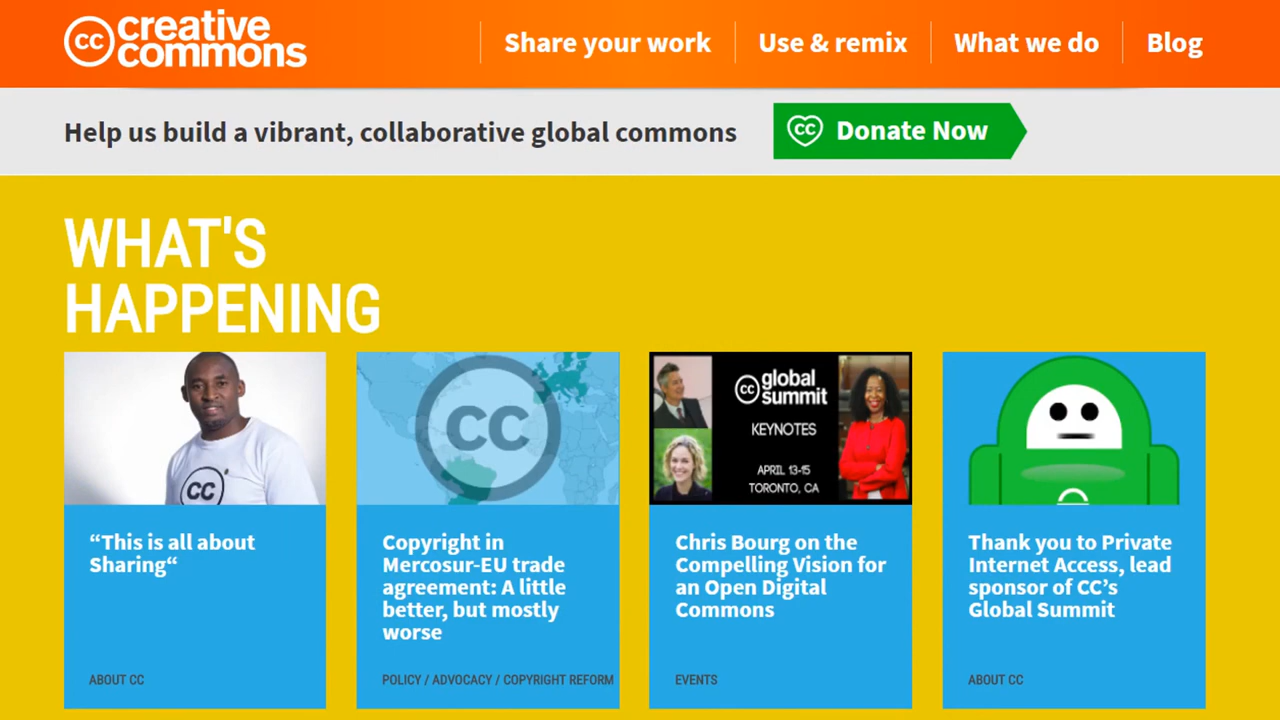 cc creative commons
Share your work
Use & remix
What we do
Blog
Help us build a vibrant, collaborative global commons
cc Donate Now
WHAT'S
HAPPENING
cc
“This is all about
Sharing“
ABOUT CC
cc
Copyright in
Mercosur-EU trade
agreement: A little
better, but mostly
worse
POLICY / ADVOCACY / COPYRIGHT REFORM
cc global
summit
KEYNOTES
APRIL 13-15
TORONTO, CA
Chris Bourg on the
Compelling Vision for
an Open Digital
Commons
EVENTS
Thank you to Private
Internet Access, lead
sponsor of CC’s
Global Summit
ABOUT CC